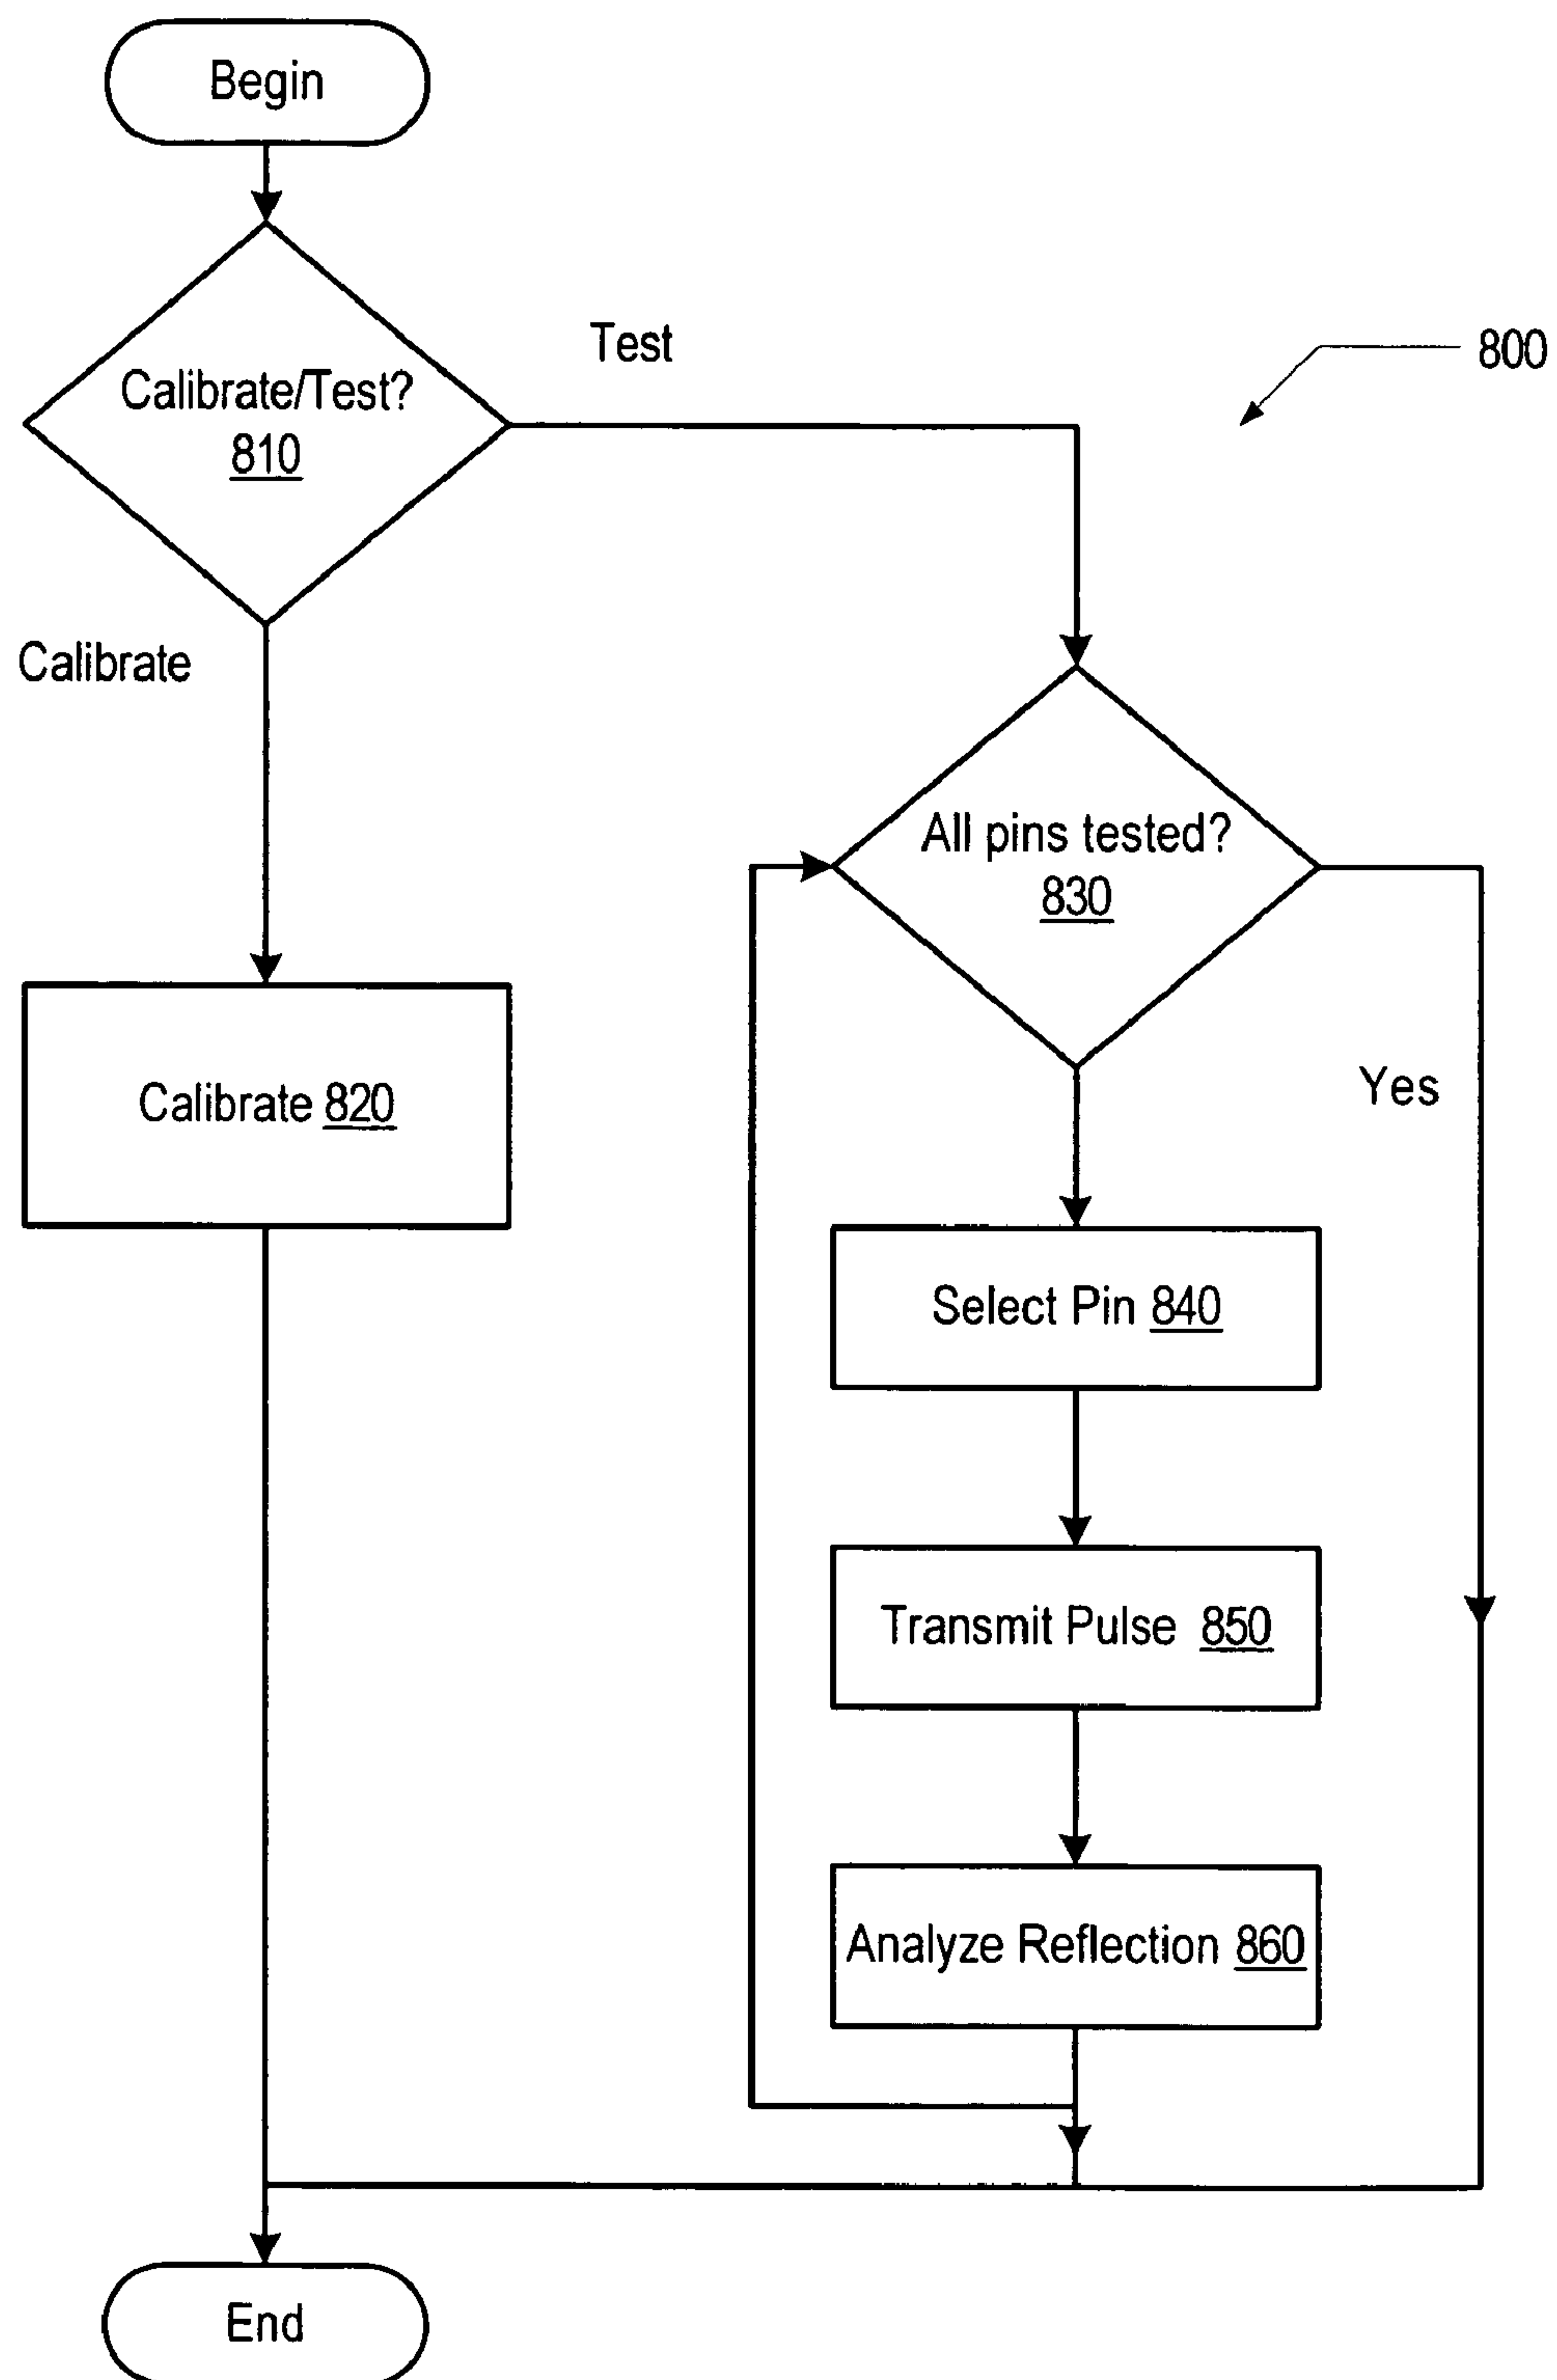 Begin
Calibrate/Test?
810
Test
800
Calibrate
All pins tested?
830
Yes
Calibrate 820
Select Pin 840
Transmit Pulse 850
Analyze Reflection 860
End